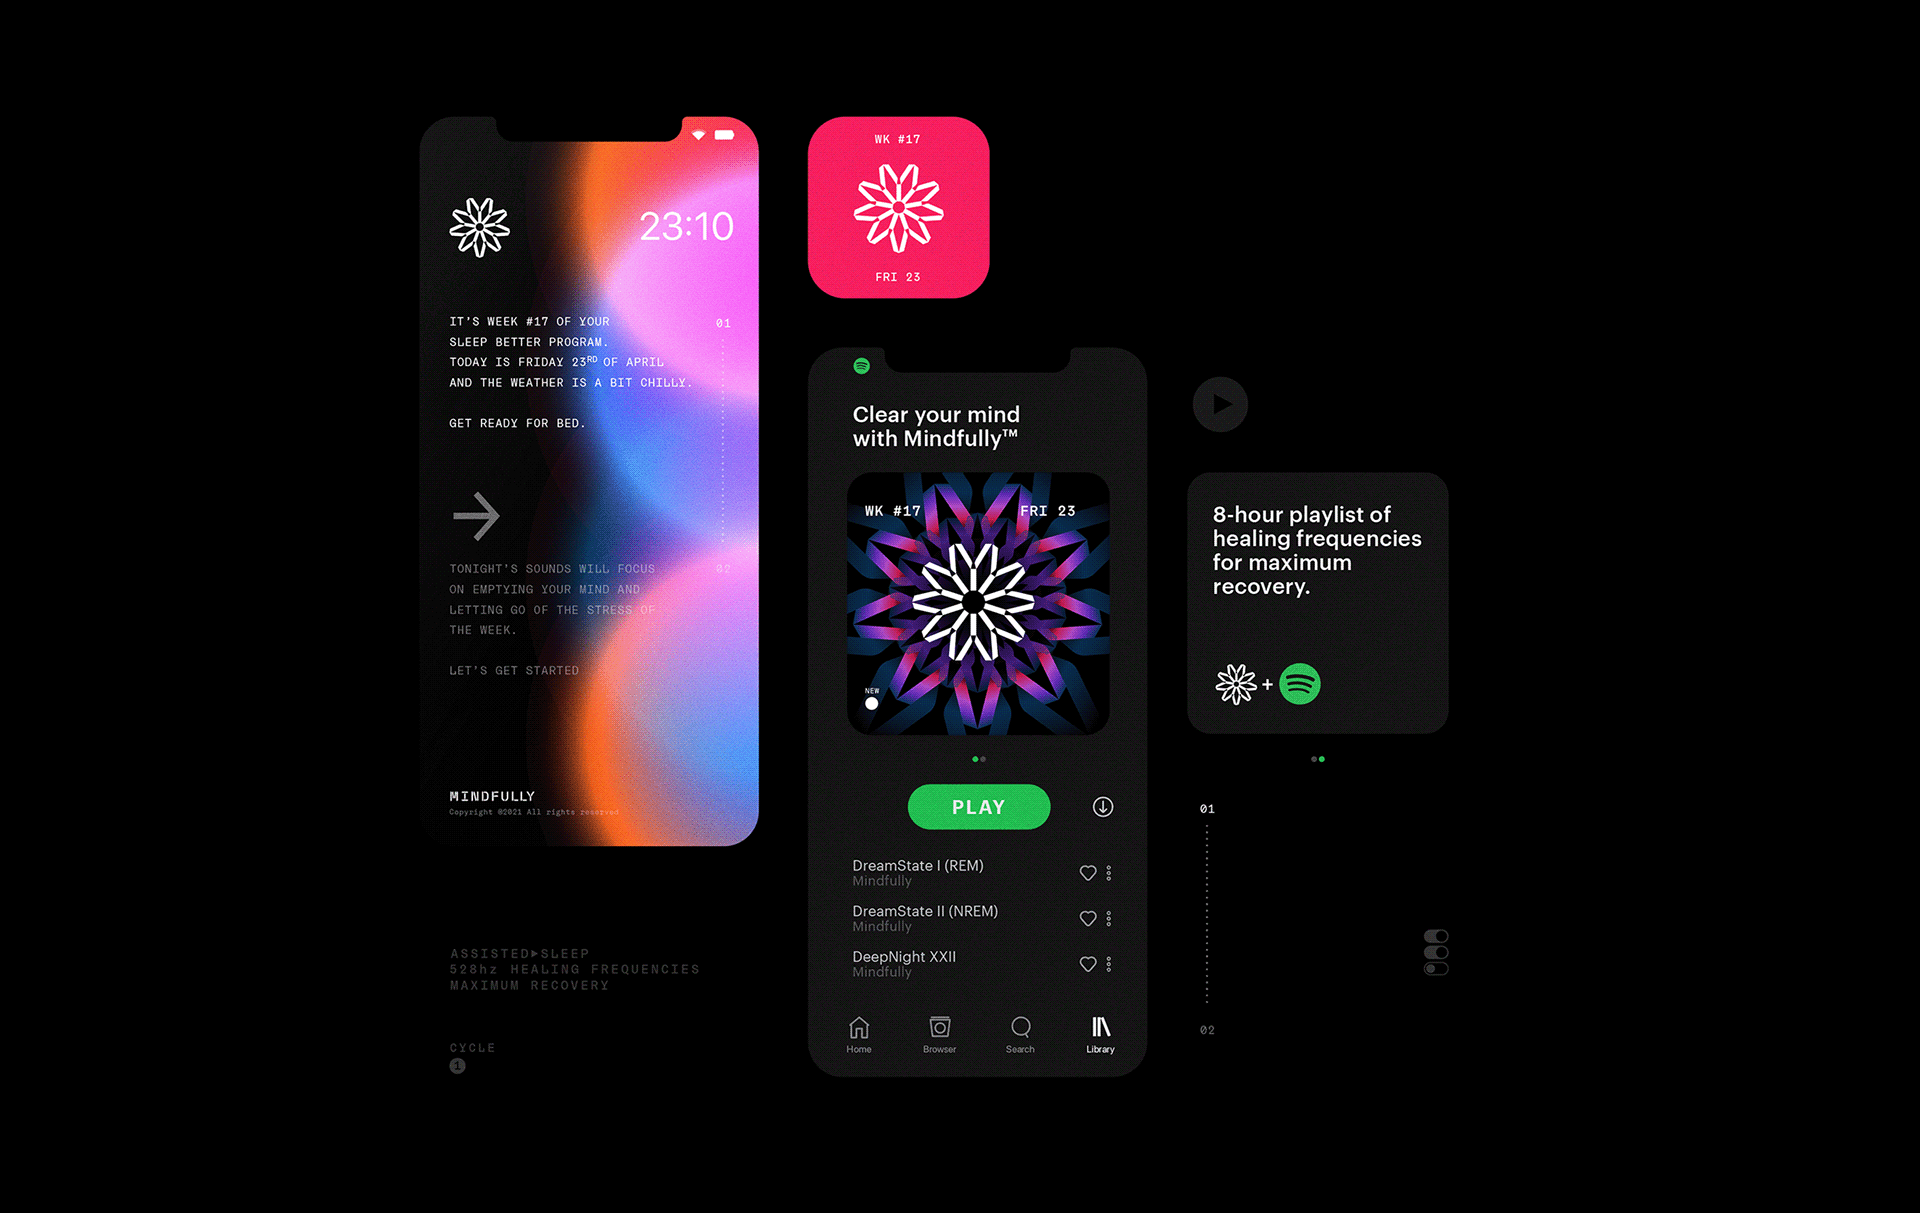 23:10
IT'S WEEK #17 OF YOUR
SLEEP BETTER PROGRAM.
TODAY IS FRIDAY 23RD OF APRIL
AND THE WEATHER IS A BIT CHILLY.
GET READY FOR BED.
01
TONIGHT'S SOUNDS WILL FOCUS
ON EMPTYING YOUR MIND AND
LETTING GO OF THE STRESS OF
THE WEEK.
LET'S GET STARTED
02
MINDFULLY
Copyright ©2021 All rights reserved
ASSISTED▶SLEEP
528hz HEALING FREQUENCIES
MAXIMUM RECOVERY
CYCLE
1
WK #17
FRI 23
Clear your mind
with Mindfully™
WK #17 FRI 23
NEW
PLAY
DreamState I (REM)
Mindfully
DreamState II (NREM)
Mindfully
DeepNight XXII
Mindfully
Home Browser Search Library
8-hour playlist of
healing frequencies
for maximum
recovery.
+
01
02